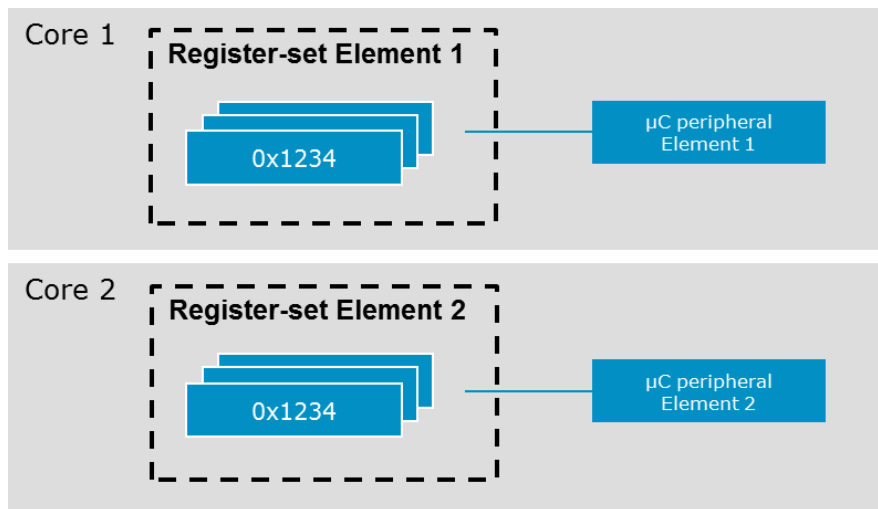 Core 1
Register-set Element 1
0x1234
µC peripheral
Element 1
Core 2
Register-set Element 2
0x1234
µC peripheral
Element 2